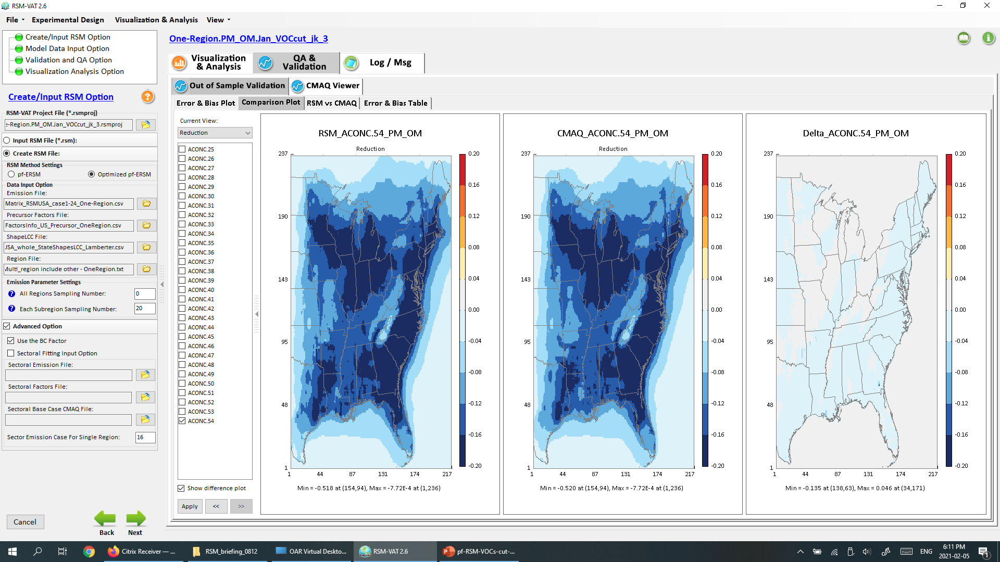 RSM-VAT 2.6
File Experimental Design Visualization & Analysis View
Create/Input RSM Option
Model Data Input Option
Validation and QA Option
Visualization Analysis Option
Create/Input RSM Option
RSM-VAT Project File (*.rsmproj)
:-Region.PM_OM.Jan_VOCcut_jk_3.rsmproj
Input RSM File (*.rsm):
Create RSM File:
RSM Method Settings
pf-ERSM Optimized pf-ERSM
Data Input Option
Emission File:
Matrix_RSMUSA_case1-24_One-Region.csv
Precursor Factors File:
FactorsInfo_US_Precursor_OneRegion.csv
ShapeLCC File:
JSA_whole_StateShapesLCC_Lamberter.csv
Region File:
Multi_region include other - OneRegion.txt
Emission Parameter Settings
All Regions Sampling Number: 0
Each Subregion Sampling Number: 20
Advanced Option
Use the BC Factor
Sectoral Fitting Input Option
Sectoral Emission File:
Sectoral Factors File:
Sectoral Base Case CMAQ File:
Sector Emission Case For Single Region: 16
Cancel
Back
Next
One-Region.PM_OM.Jan_VOCcut_jk_3
Visualization
& Analysis
QA &
Validation
Log / Msg
Out of Sample Validation
CMAQ Viewer
Error & Bias Plot
Comparison Plot
RSM vs CMAQ
Error & Bias Table
Current View:
Reduction
ACONC.25
ACONC.26
ACONC.27
ACONC.28
ACONC.29
ACONC.30
ACONC.31
ACONC.32
ACONC.33
ACONC.34
ACONC.35
ACONC.36
ACONC.37
ACONC.38
ACONC.39
ACONC.40
ACONC.41
ACONC.42
ACONC.43
ACONC.44
ACONC.45
ACONC.46
ACONC.47
ACONC.48
ACONC.49
ACONC.50
ACONC.51
ACONC.52
ACONC.53
ACONC.54
Show difference plot
Apply << >>
RSM_ACONC.54_PM_OM
Reduction
237
190
143
95
48
1
1 44 87 131 174 217
0.20
0.16
0.12
0.08
0.04
0.00
-0.04
-0.08
-0.12
-0.16
-0.20
Min = -0.518 at (154,94), Max = -7.72E-4 at (1,236)
CMAQ_ACONC.54_PM_OM
Reduction
237
190
143
95
48
1
1 44 87 131 174 217
0.20
0.16
0.12
0.08
0.04
0.00
-0.04
-0.08
-0.12
-0.16
-0.20
Min = -0.520 at (154,94), Max = -7.72E-4 at (1,236)
Delta_ACONC.54_PM_OM
237
190
143
95
48
1
1 44 87 131 174 217
0.20
0.16
0.12
0.08
0.04
0.00
-0.04
-0.08
-0.12
-0.16
-0.20
Min = -0.135 at (138,63), Max = 0.046 at (34,171)
Citrix Receiver — ...
RSM_briefing_0812
OAR Virtual Deskto...
RSM-VAT 2.6
pf-RSM-VOCs-cut-...
ENG
6:11 PM
2021-02-05
1